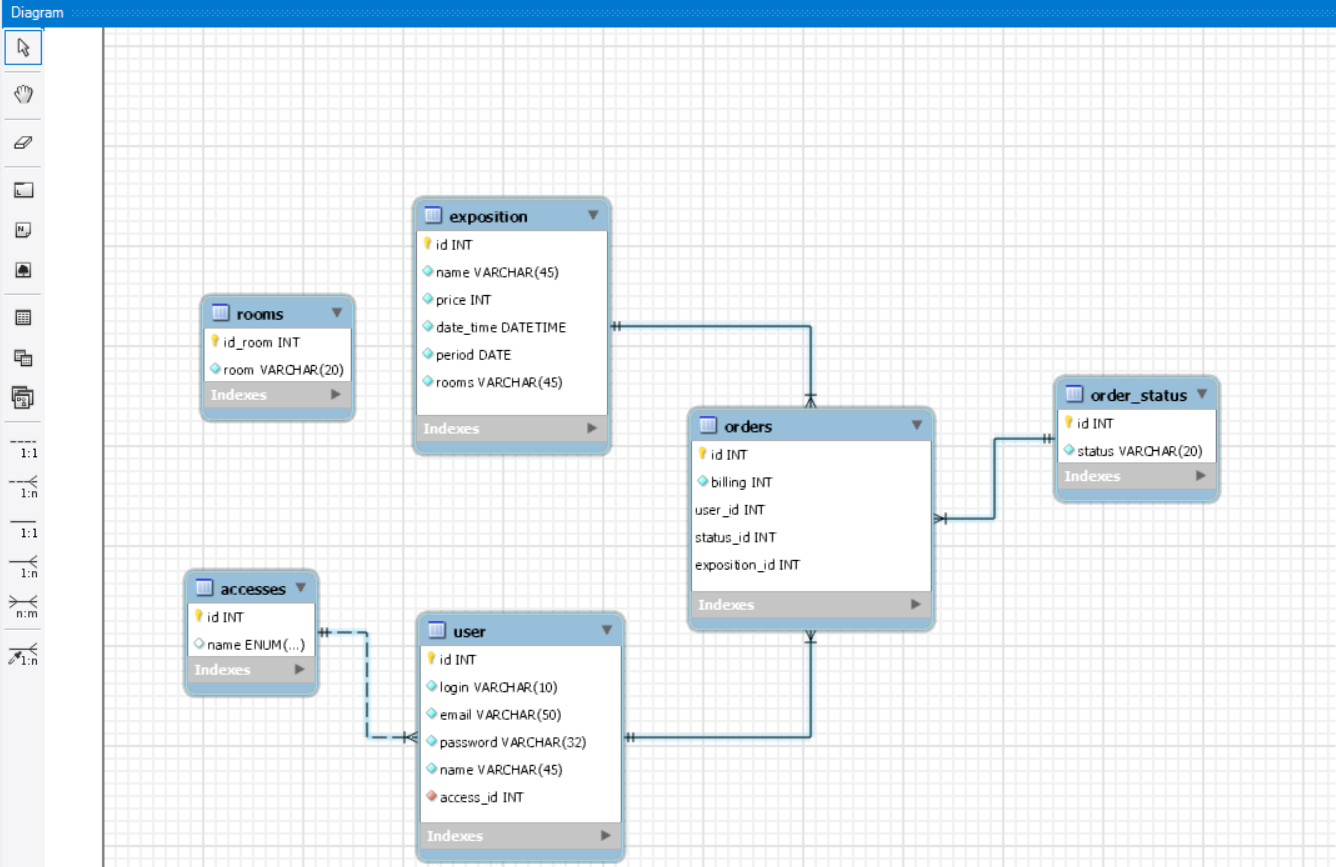 Diagram
exposition
id INT
name VARCHAR(45)
price INT
date_time DATETIME
period DATE
rooms VARCHAR(45)
Indexes
rooms
id_room INT
room VARCHAR(20)
Indexes
orders
id INT
billing INT
user_id INT
status_id INT
exposition_id INT
Indexes
order_status
id INT
status VARCHAR(20)
Indexes
accesses
id INT
name ENUM(...)
Indexes
user
id INT
login VARCHAR(10)
email VARCHAR(50)
password VARCHAR(32)
name VARCHAR(45)
access_id INT
Indexes
1:1
1:n
1:1
1:n
n:m
1:n